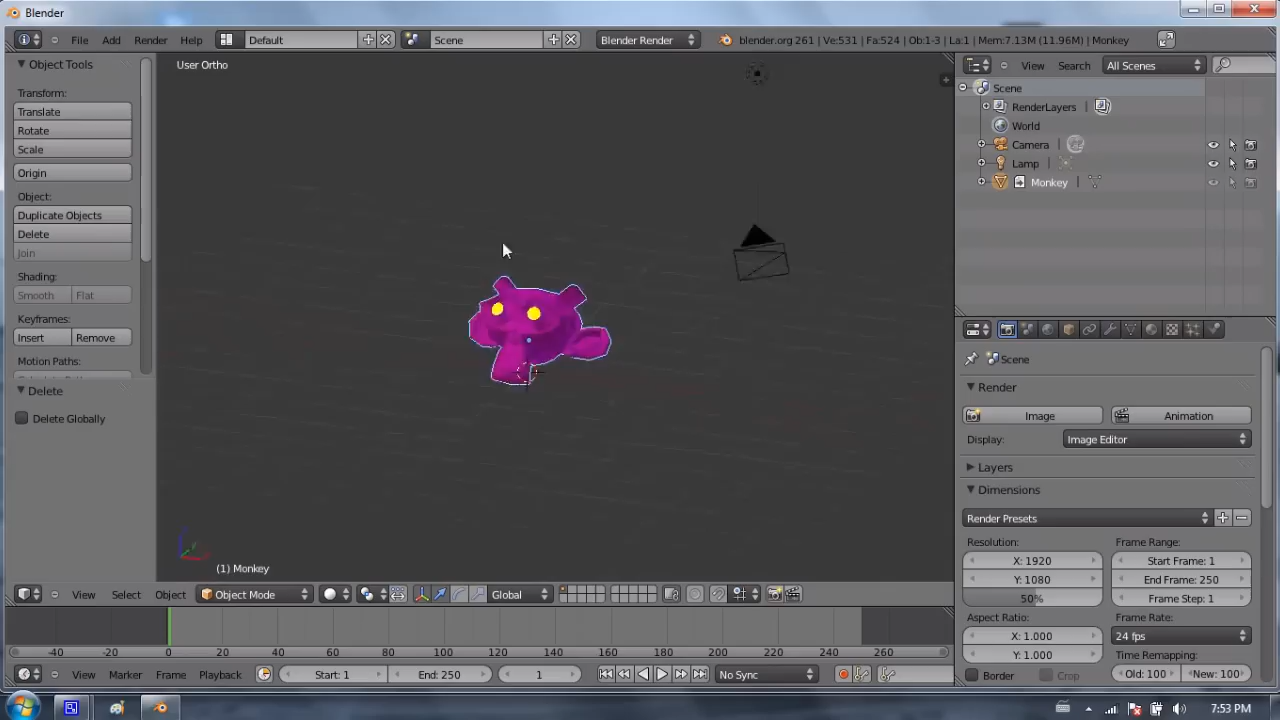 Blender
File Add Render Help Default Scene Blender Render blender.org 261 | Ve:531 | Fa:524 | Ob:1-3 | La:1 | Mem:7.13M (11.96M) | Monkey
Object Tools
Transform:
Translate
Rotate
Scale
Origin
Object:
Duplicate Objects
Delete
Join
Shading:
Smooth Flat
Keyframes:
Insert Remove
Motion Paths:
Delete
Delete Globally
User Ortho
(1) Monkey
View Select Object Object Mode Global
-40 -20 0 20 40 60 80 100 120 140 160 180 200 220 240 260
View Marker Frame Playback Start: 1 End: 250 1 No Sync
View Search All Scenes
Scene
RenderLayers |
World
Camera |
Lamp |
Monkey |
Scene
Render
Image Animation
Display: Image Editor
Layers
Dimensions
Render Presets
Resolution: Frame Range:
X: 1920 Start Frame: 1
Y: 1080 End Frame: 250
50% Frame Step: 1
Aspect Ratio: Frame Rate:
X: 1.000 24 fps
Y: 1.000 Time Remapping:
Border Crop Old: 100 New: 100
7:53 PM